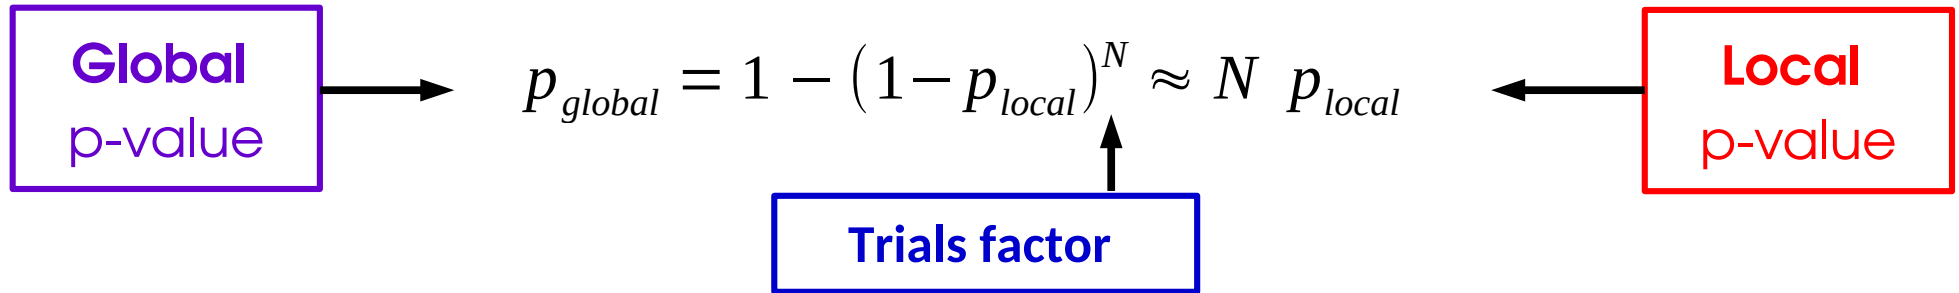 Global
p-value
p_global = 1 − (1 − p_local)^N ≈ N p_local
Local
p-value
Trials factor